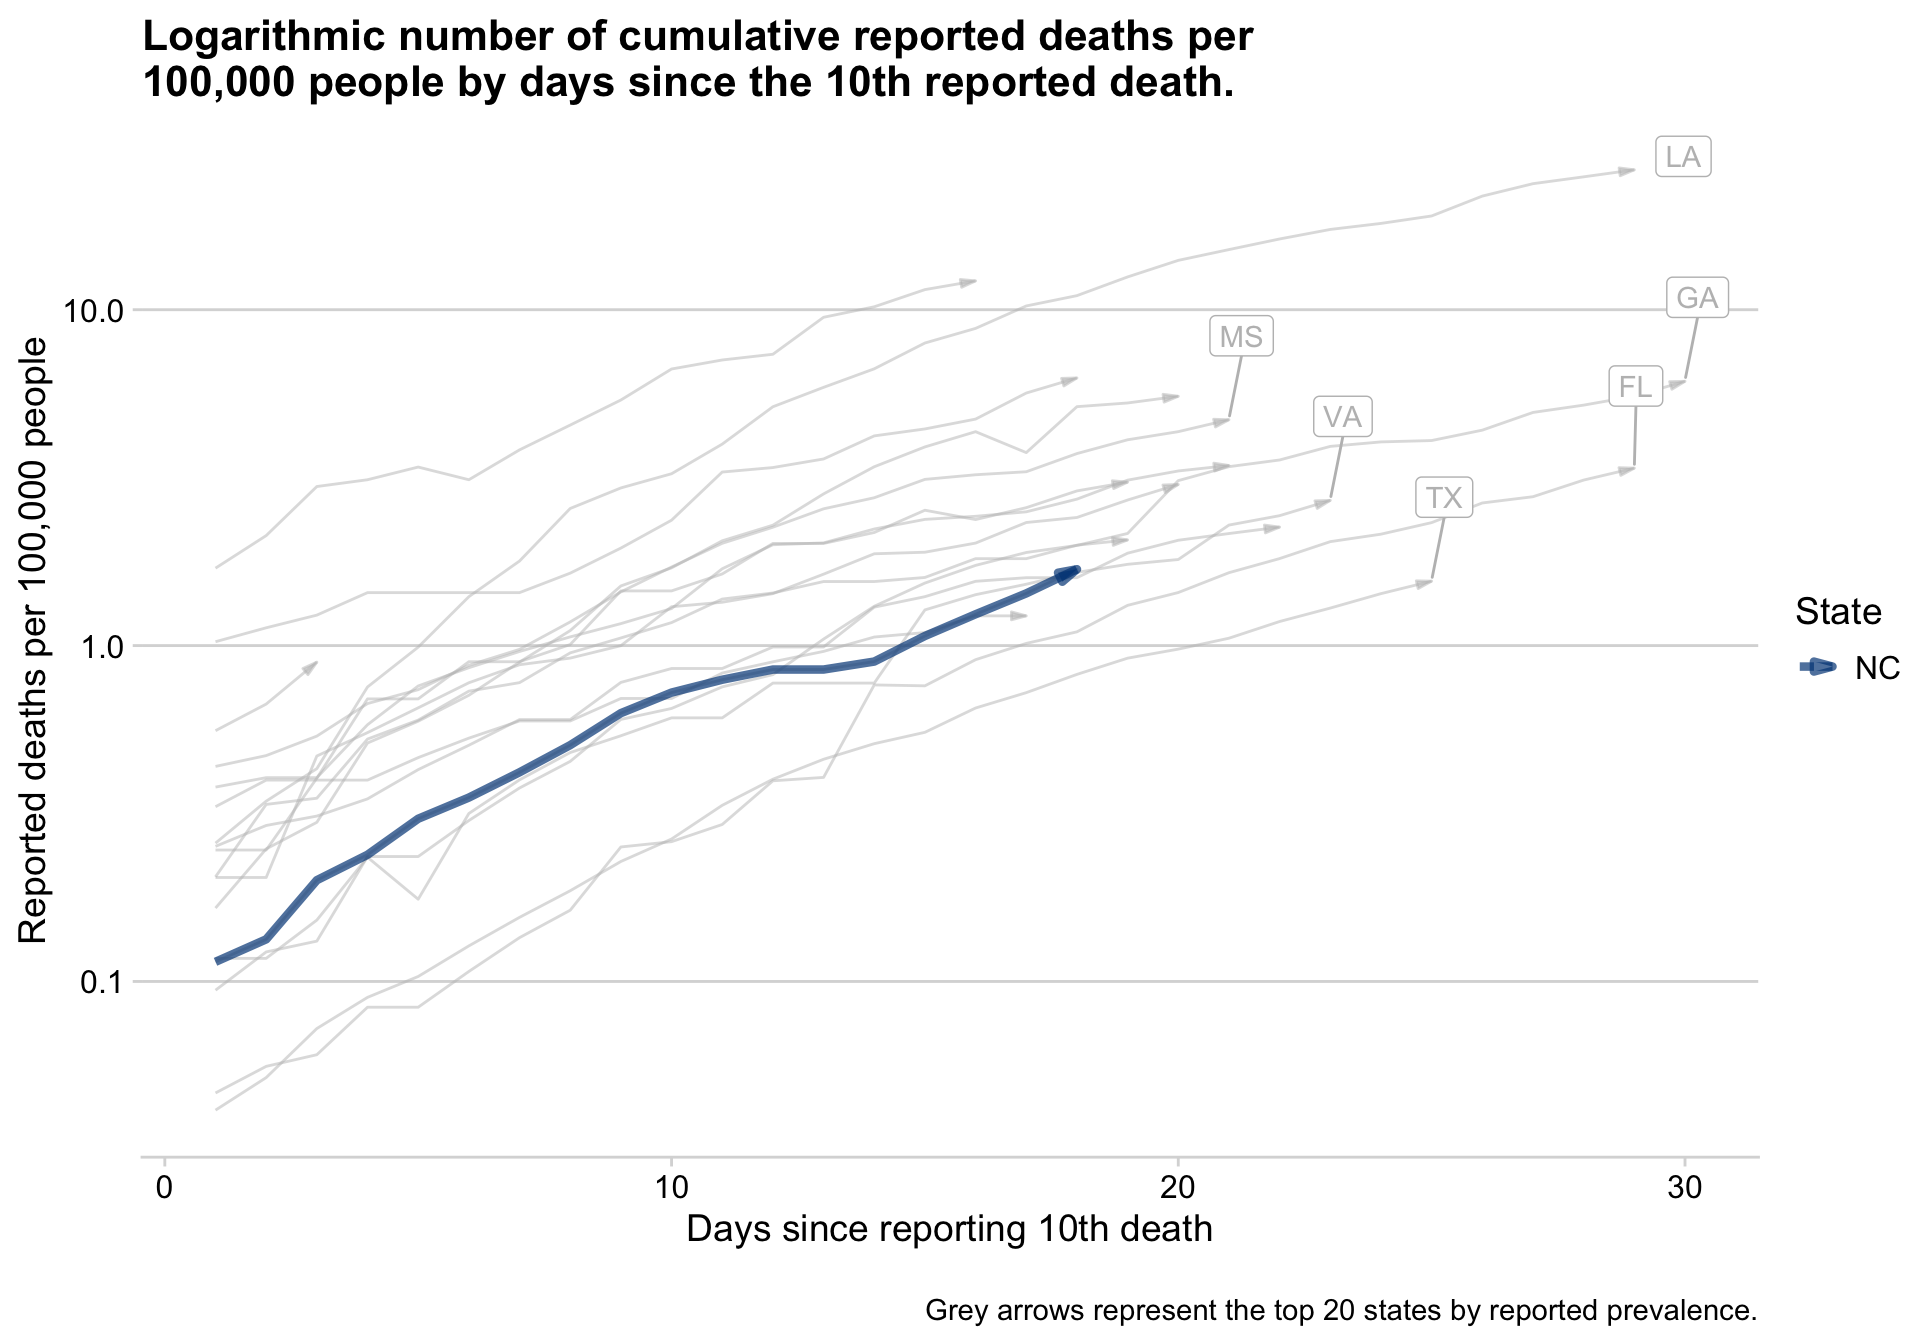 Logarithmic number of cumulative reported deaths per
100,000 people by days since the 10th reported death.
LA
GA
MS
FL
VA
TX
10.0
1.0
0.1
Reported deaths per 100,000 people
State
NC
0
10
20
30
Days since reporting 10th death
Grey arrows represent the top 20 states by reported prevalence.